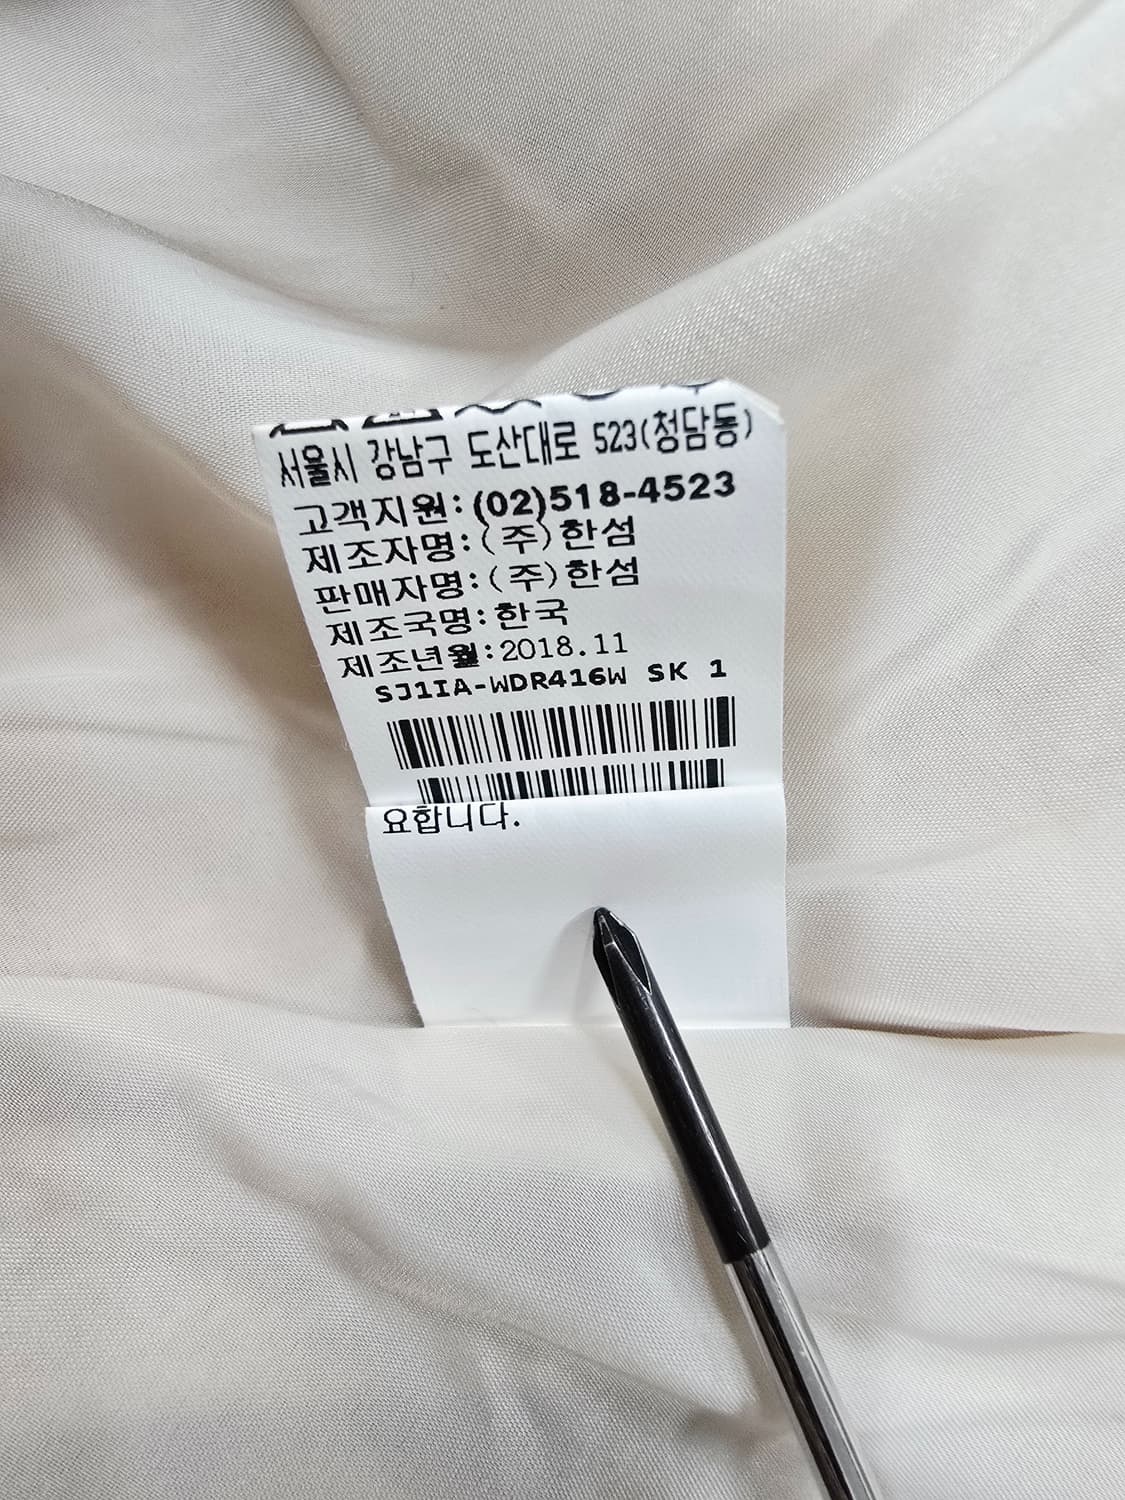 서울시 강남구 도산대로 523(청담동)
고객지원:(02)518-4523
제조자명:(주)한섬
판매자명:(주)한섬
제조국명:한국
제조년월:2018.11
SJ1IA-WDR416W SK 1
요합니다.